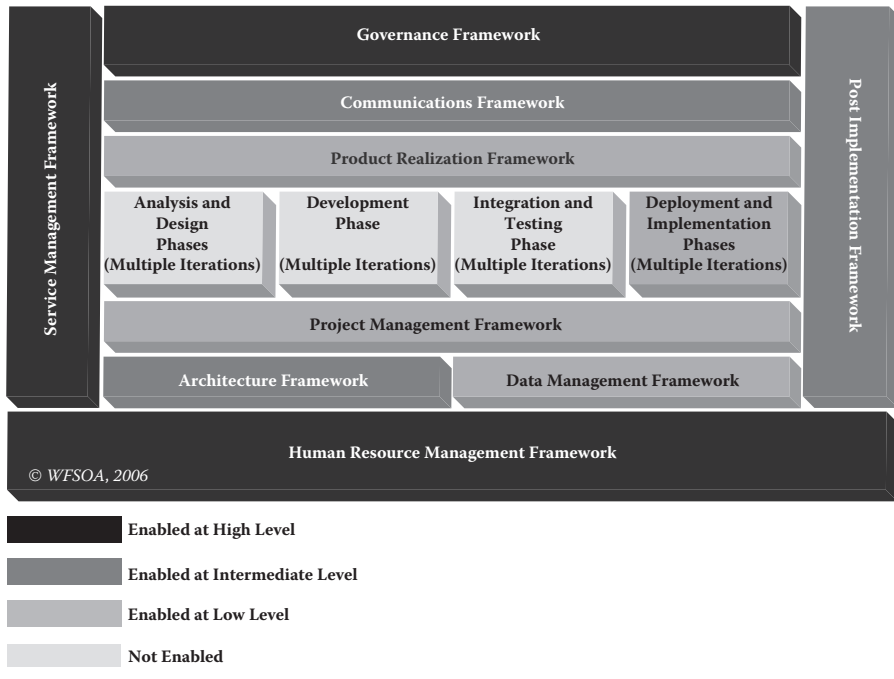 Governance Framework
Communications Framework
Product Realization Framework
Service Management Framework
Analysis and
Design
Phases
(Multiple Iterations)
Development
Phase
(Multiple Iterations)
Integration and
Testing
Phase
(Multiple Iterations)
Deployment and
Implementation
Phases
(Multiple Iterations)
Post Implementation Framework
Project Management Framework
Architecture Framework
Data Management Framework
Human Resource Management Framework
© WFSOA, 2006
Enabled at High Level
Enabled at Intermediate Level
Enabled at Low Level
Not Enabled